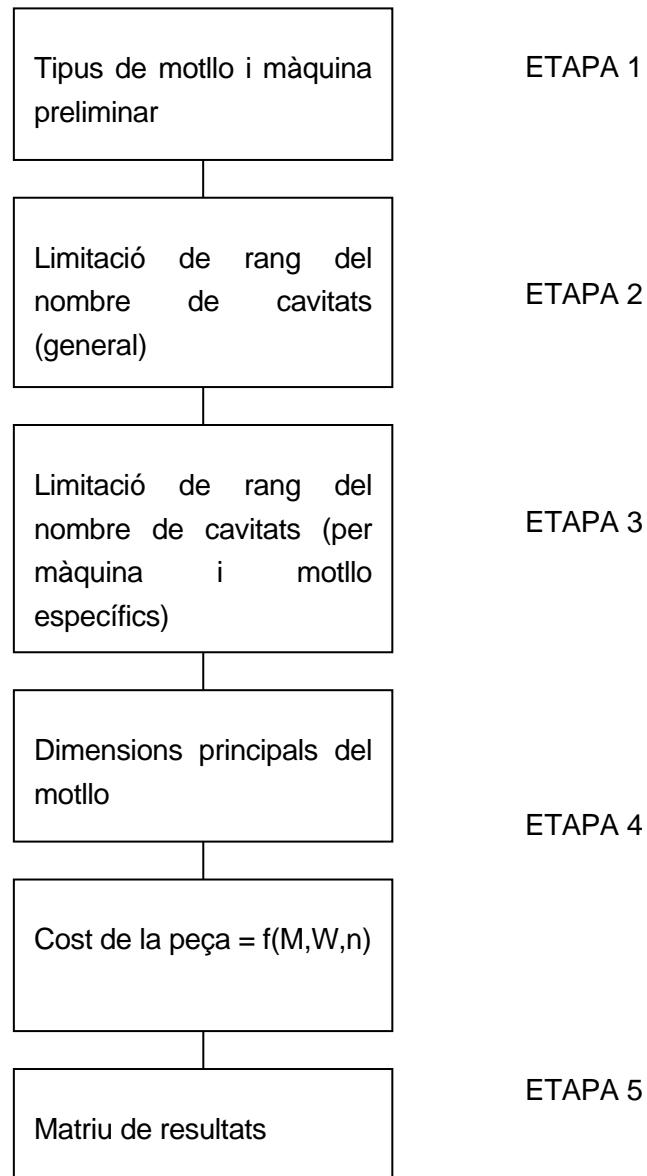 Tipus de motllo i màquina
preliminar
ETAPA 1
Limitació de rang del
nombre de cavitats
(general)
ETAPA 2
Limitació de rang del
nombre de cavitats (per
màquina i motllo
específics)
ETAPA 3
Dimensions principals del
motllo
ETAPA 4
Cost de la peça = f(M,W,n)
ETAPA 5
Matriu de resultats